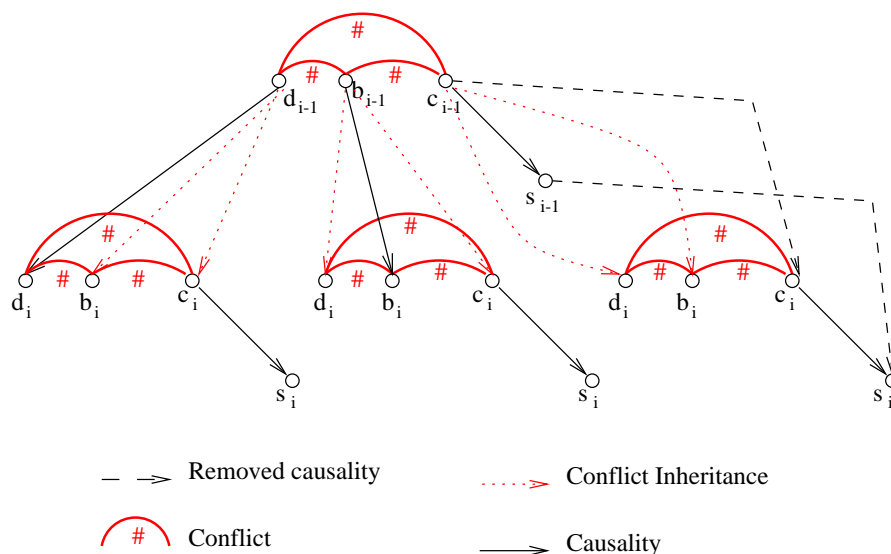 #
# #
d i-1 b i-1 c i-1
s i-1
# # #
# # # # # #
d i b i c i d i b i c i d i b i c i
s i s i s i
Removed causality Conflict Inheritance
# Conflict Causality